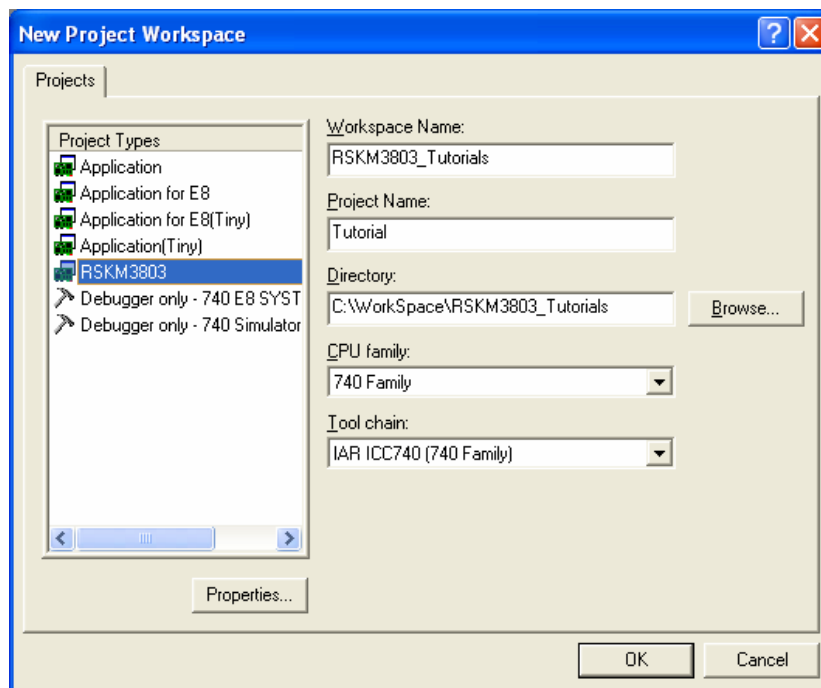 New Project Workspace
Projects
Project Types
Application
Application for E8
Application for E8(Tiny)
Application(Tiny)
RSKM3803
Debugger only - 740 E8 SYST
Debugger only - 740 Simulator
Properties...
Workspace Name:
RSKM3803_Tutorials
Project Name:
Tutorial
Directory:
C:\WorkSpace\RSKM3803_Tutorials
Browse...
CPU family:
740 Family
Tool chain:
IAR ICC740 (740 Family)
OK
Cancel